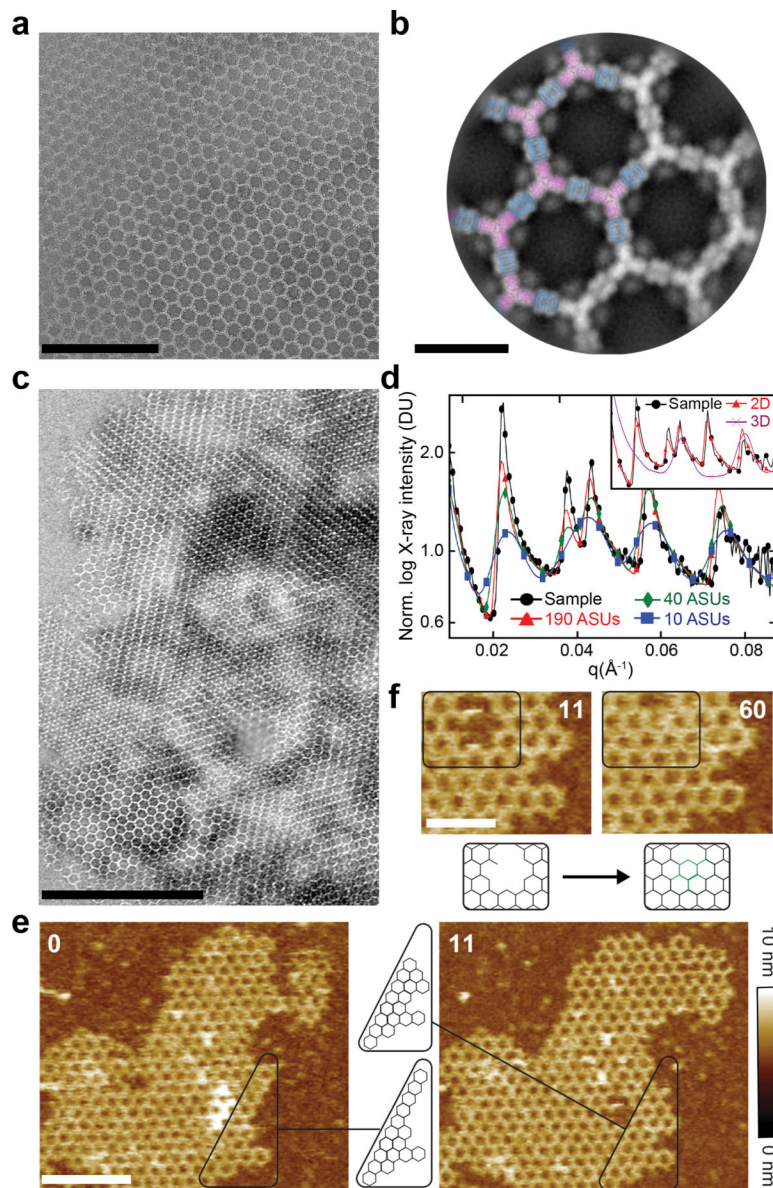 a
b
c
d
Norm. log X-ray intensity (DU)
2.0
1.0
0.6
Sample
2D
3D
Sample
40 ASUs
190 ASUs
10 ASUs
0.02
0.04
0.06
0.08
q(Å⁻¹)
f
11
60
e
0
11
10 nm
0 nm